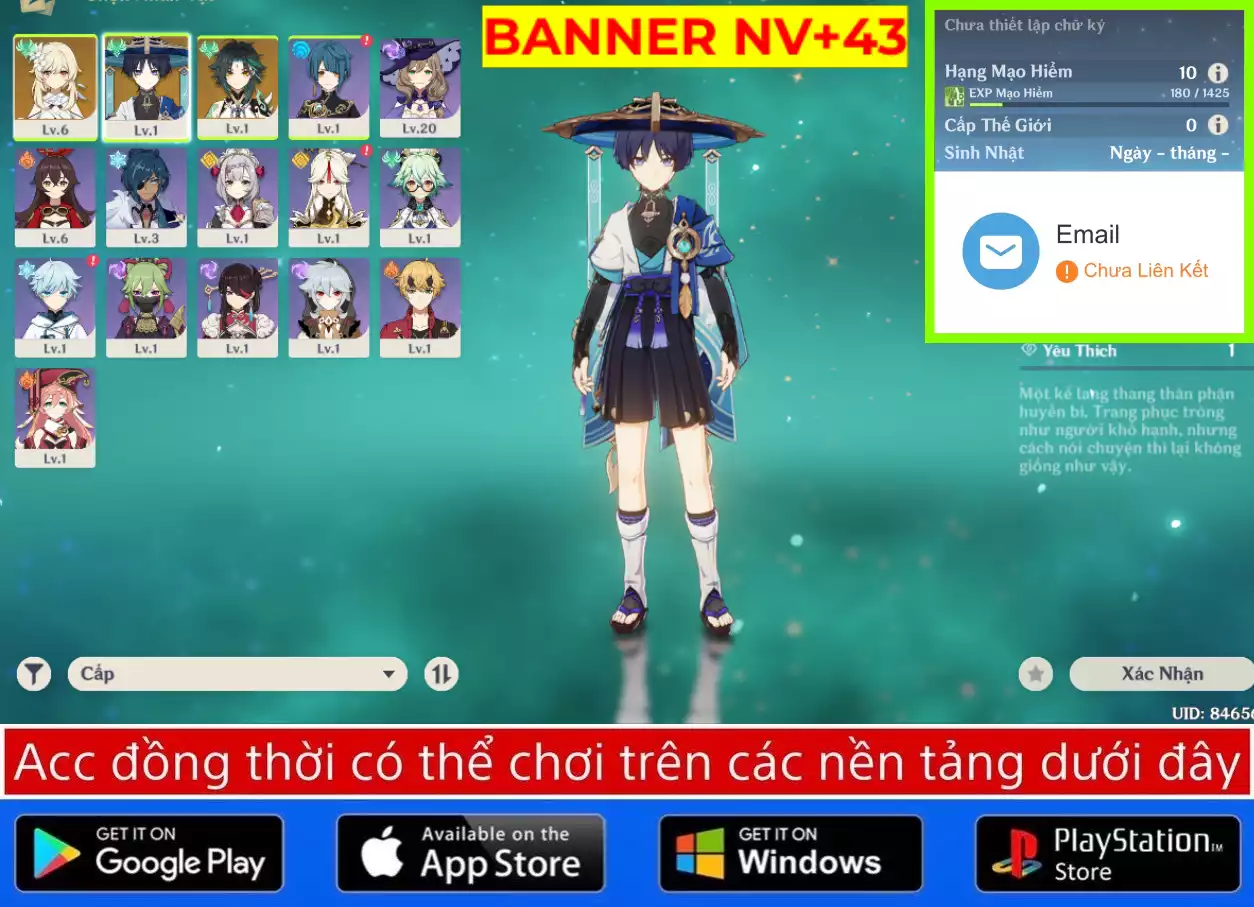 BANNER NV+43
Chưa thiết lập chữ ký
Hạng Mạo Hiểm 10
EXP Mạo Hiểm 180 / 1425
Cấp Thế Giới 0
Sinh Nhật Ngày - tháng -
Email
! Chưa Liên Kết
Lv.6 Lv.1 Lv.1 Lv.1 Lv.20
Lv.6 Lv.3 Lv.1 Lv.1 Lv.1
Lv.1 Lv.1 Lv.1 Lv.1 Lv.1
Lv.1
Yêu Thích 1
Một kẻ lang thang thân phận
huyền bí. Trang phục trông
như người khổ hạnh, nhưng
cách nói chuyện thì lại không
giống như vậy.
Cấp
Xác Nhận
UID: 84656
Acc đồng thời có thể chơi trên các nền tảng dưới đây
GET IT ON
Google Play
Available on the
App Store
GET IT ON
Windows
PlayStation TM
Store